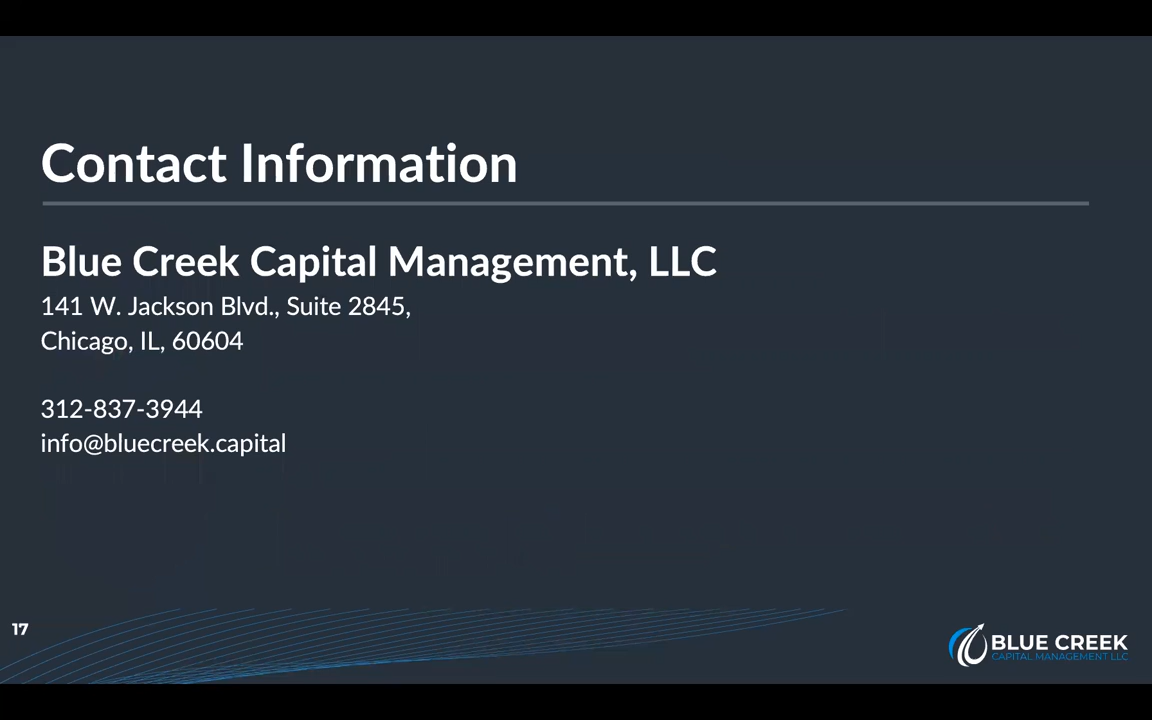 Contact Information
Blue Creek Capital Management, LLC
141 W. Jackson Blvd., Suite 2845,
Chicago, IL, 60604
312-837-3944
info@bluecreek.capital
17
BLUE CREEK
CAPITAL MANAGEMENT LLC